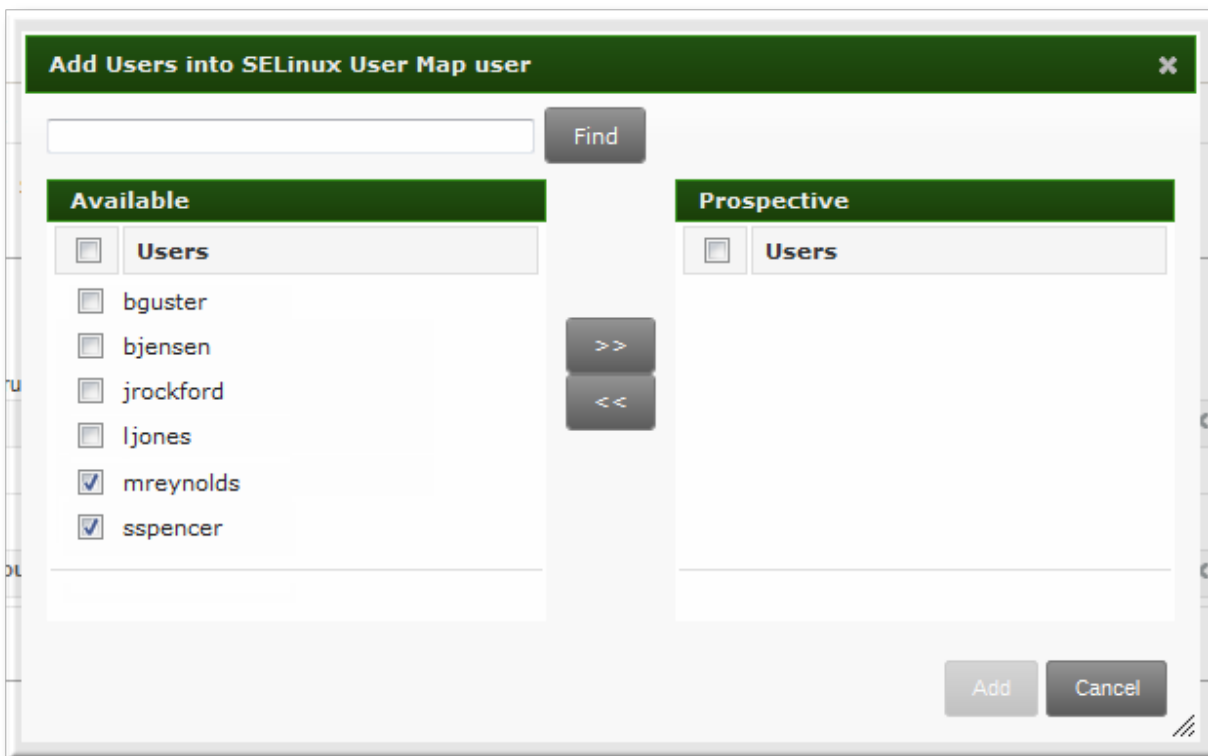 Add Users into SELinux User Map user
Find
Available
Users
bguster
bjensen
jrockford
ljones
mreynolds
sspencer
>>
<<
Prospective
Users
Add
Cancel